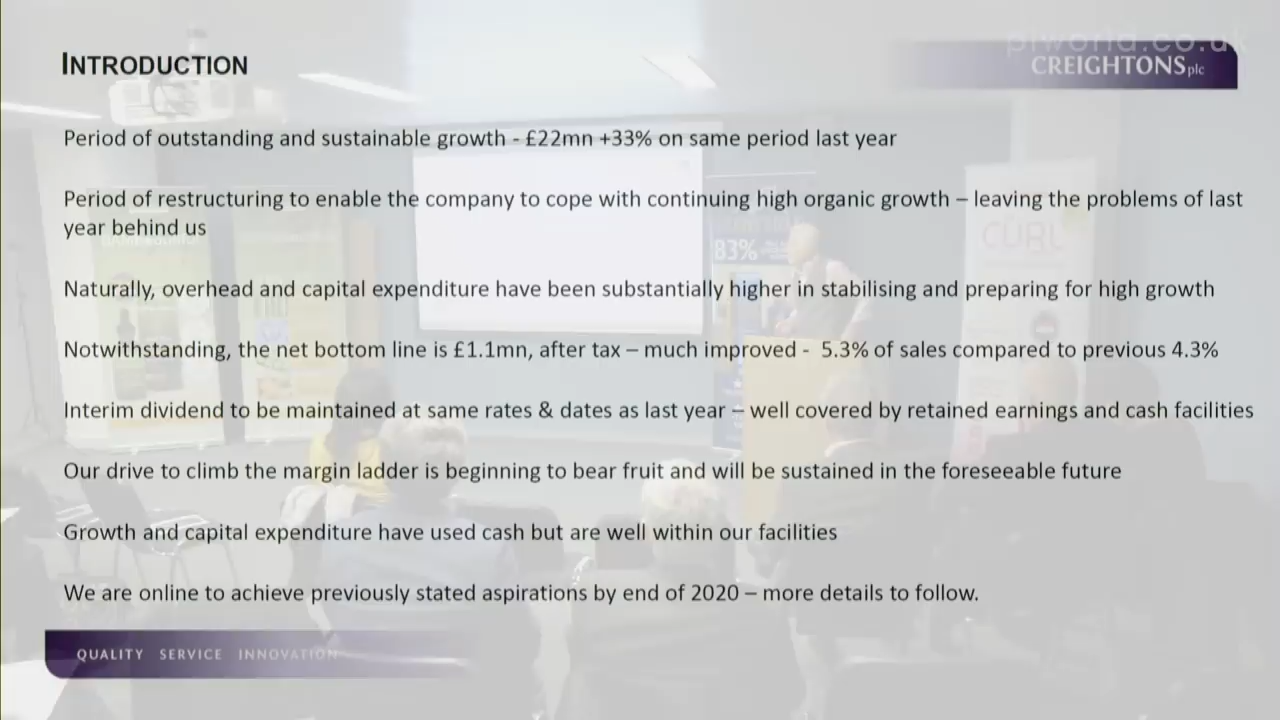 INTRODUCTION
piworld.co.uk
CREIGHTONS plc
Period of outstanding and sustainable growth - £22mn +33% on same period last year
Period of restructuring to enable the company to cope with continuing high organic growth – leaving the problems of last
year behind us
83%
CURL
Naturally, overhead and capital expenditure have been substantially higher in stabilising and preparing for high growth
Notwithstanding, the net bottom line is £1.1mn, after tax – much improved - 5.3% of sales compared to previous 4.3%
Interim dividend to be maintained at same rates & dates as last year – well covered by retained earnings and cash facilities
Our drive to climb the margin ladder is beginning to bear fruit and will be sustained in the foreseeable future
Growth and capital expenditure have used cash but are well within our facilities
We are online to achieve previously stated aspirations by end of 2020 – more details to follow.
QUALITY SERVICE INNOVATION